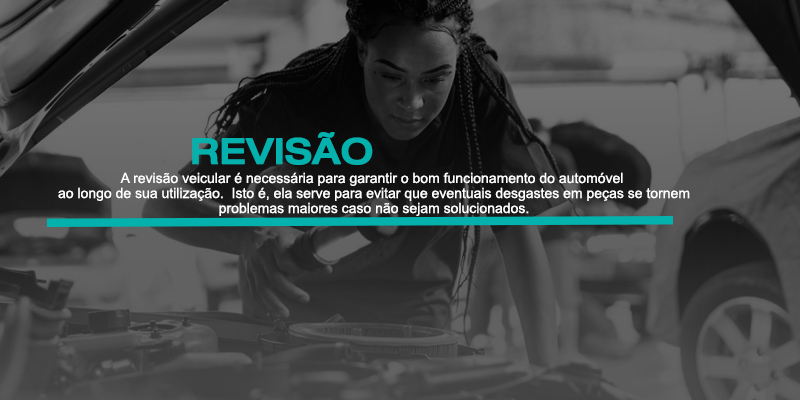 REVISÃO
A revisão veicular é necessária para garantir o bom funcionamento do automóvel
ao longo de sua utilização.  Isto é, ela serve para evitar que eventuais desgastes em peças se tornem
problemas maiores caso não sejam solucionados.